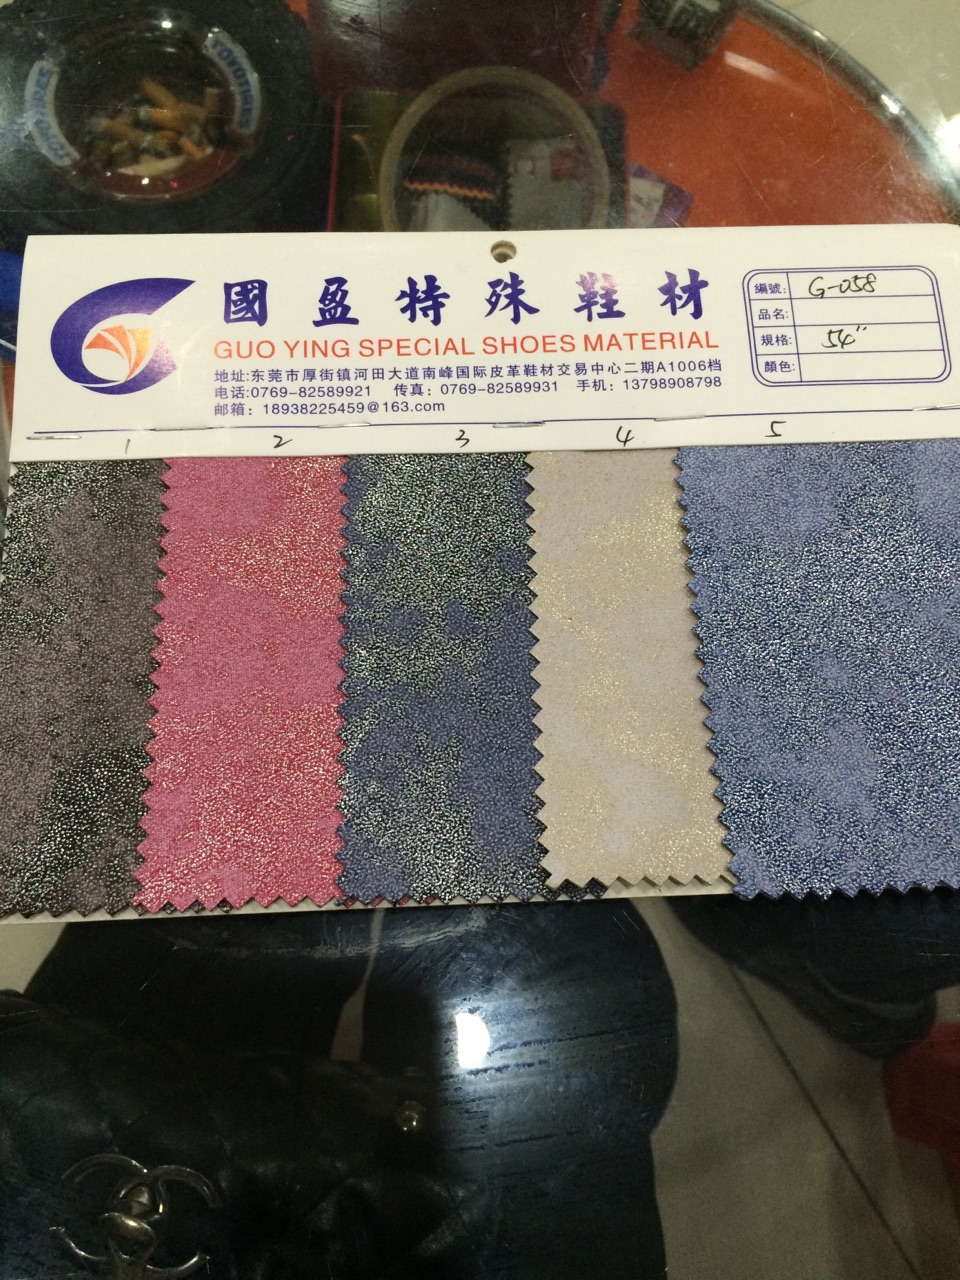 TOYO TIRES
國盈特殊鞋材
GUO YING SPECIAL SHOES MATERIAL
地址:东莞市厚街镇河田大道南峰国际皮革鞋材交易中心二期A1006档
电话:0769-82589921 传真:0769-82589931 手机:13798908798
邮箱:18938225459@163.com
編號: G-058
品名:
規格: 54"
顏色:
1 2 3 4 5